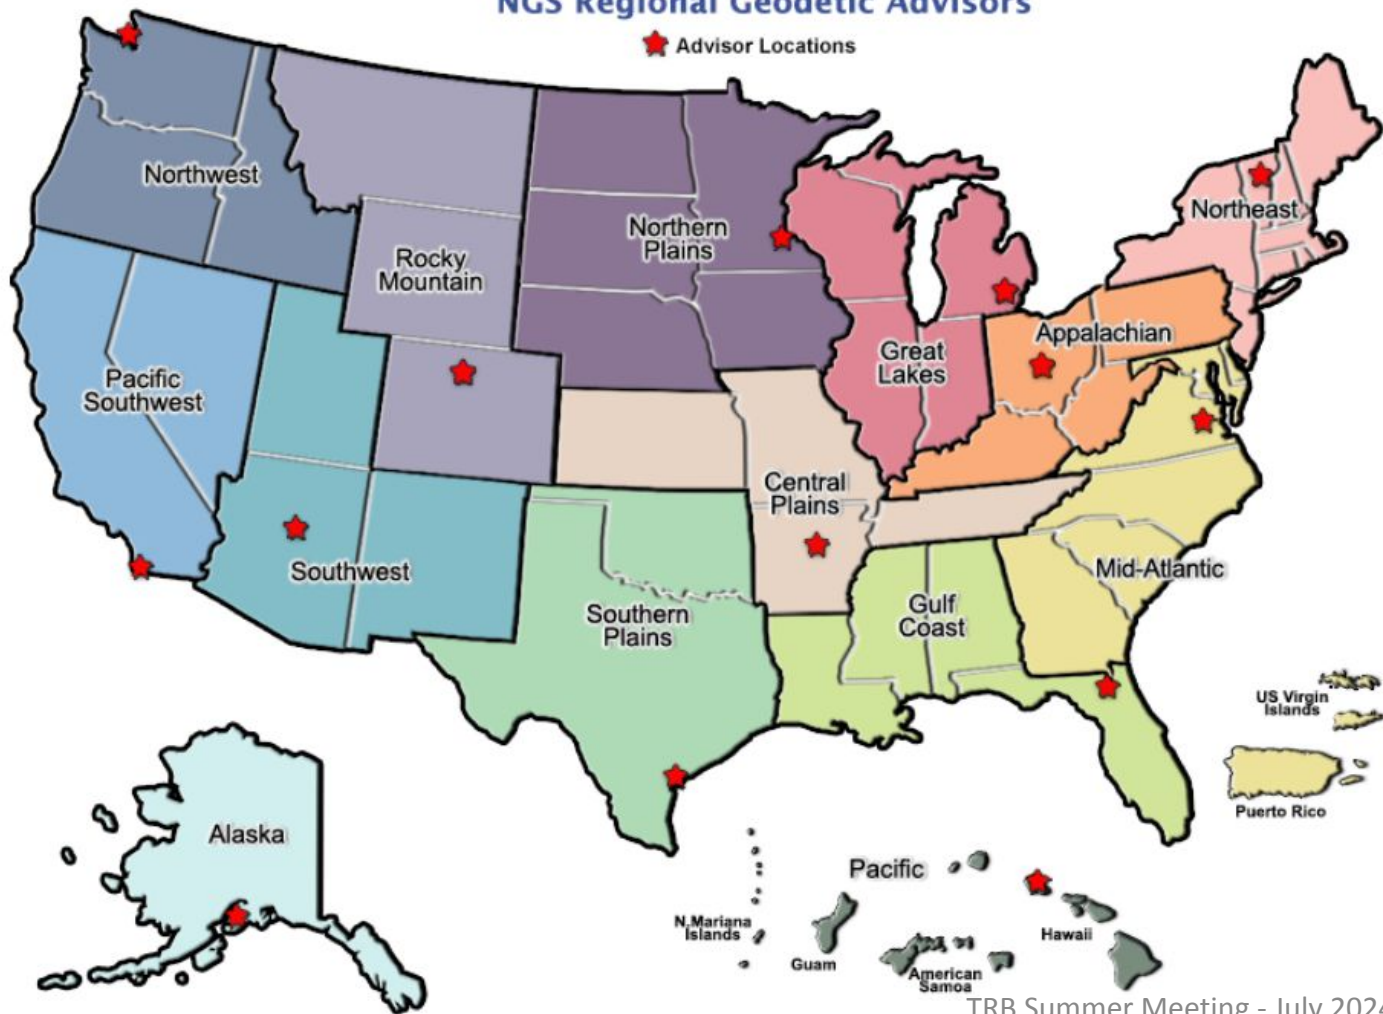 NGS Regional Geodetic Advisors
Advisor Locations
Northwest
Rocky
Mountain
Northern
Plains
Northeast
Pacific
Southwest
Great
Lakes
Appalachian
Central
Plains
Southwest
Southern
Plains
Gulf
Coast
Mid-Atlantic
US Virgin
Islands
Puerto Rico
Alaska
Pacific
N.Mariana
Islands
Guam
American
Samoa
Hawaii
TRB Summer Meeting - July 2024